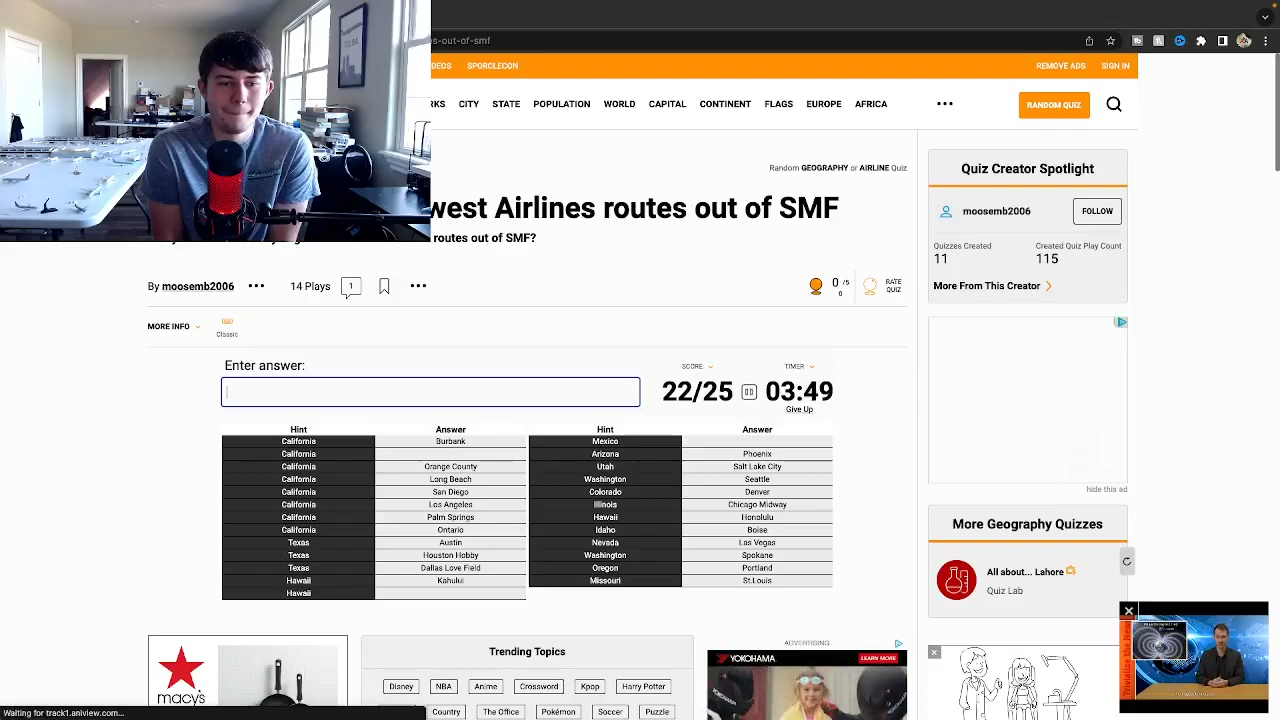 s-out-of-smf
DEOS SPORCLECON REMOVE ADS SIGN IN
RKS CITY STATE POPULATION WORLD CAPITAL CONTINENT FLAGS EUROPE AFRICA ••• RANDOM QUIZ
Random GEOGRAPHY or AIRLINE Quiz
west Airlines routes out of SMF
routes out of SMF?
By moosemb2006 ••• 14 Plays 1 •••
0 /5
0
RATE
QUIZ
MORE INFO
Classic
Enter answer:
SCORE
22/25
TIMER
03:49
Give Up
Hint Answer Hint Answer
California Burbank Mexico
California Arizona Phoenix
California Orange County Utah Salt Lake City
California Long Beach Washington Seattle
California San Diego Colorado Denver
California Los Angeles Illinois Chicago Midway
California Palm Springs Hawaii Honolulu
California Ontario Idaho Boise
Texas Austin Nevada Las Vegas
Texas Houston Hobby Washington Spokane
Texas Dallas Love Field Oregon Portland
Hawaii Kahului Missouri St.Louis
Hawaii
Quiz Creator Spotlight
moosemb2006 FOLLOW
Quizzes Created Created Quiz Play Count
11 115
More From This Creator
hide this ad
More Geography Quizzes
All about... Lahore
Quiz Lab
Trivialize the New
macys
Trending Topics
Disney NBA Anime Crossword Kpop Harry Potter
Country The Office Pokémon Soccer Puzzle
ADVERTISING
YOKOHAMA LEARN MORE
Waiting for track1.aniview.com...